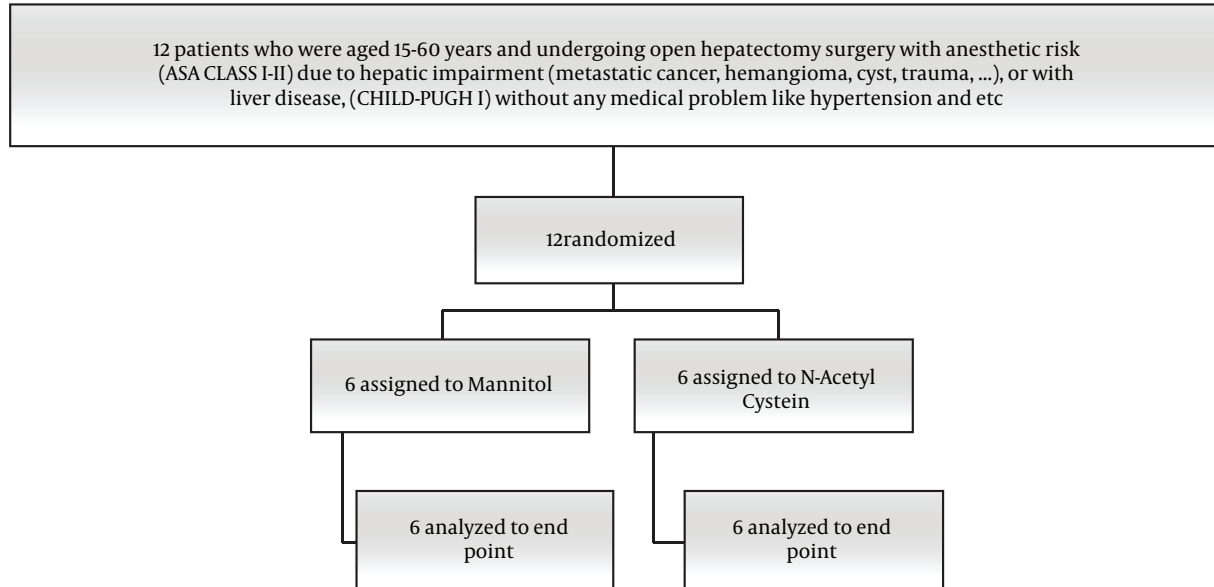 12 patients who were aged 15-60 years and undergoing open hepatectomy surgery with anesthetic risk
(ASA CLASS I-II) due to hepatic impairment (metastatic cancer, hemangioma, cyst, trauma, ...), or with
liver disease, (CHILD-PUGH I) without any medical problem like hypertension and etc
12randomized
6 assigned to Mannitol
6 assigned to N-Acetyl
Cystein
6 analyzed to end
point
6 analyzed to end
point